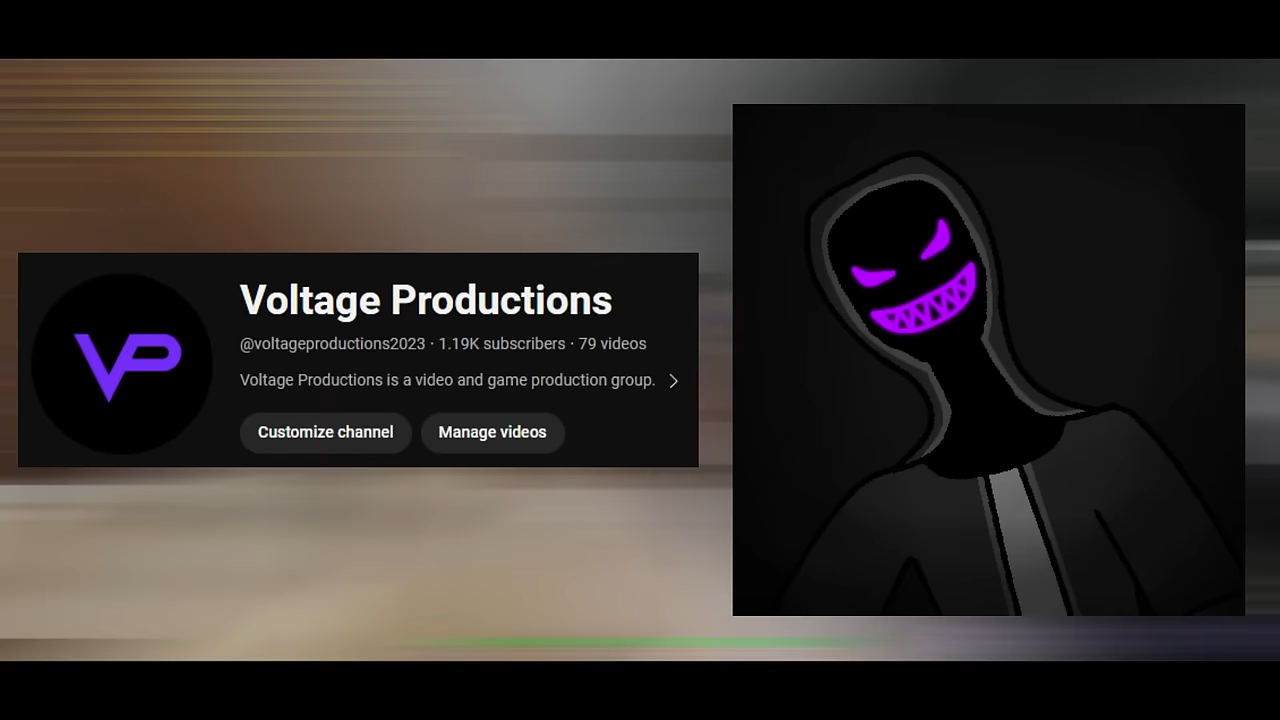 VP
Voltage Productions
@voltageproductions2023 · 1.19K subscribers · 79 videos
Voltage Productions is a video and game production group.
Customize channel Manage videos